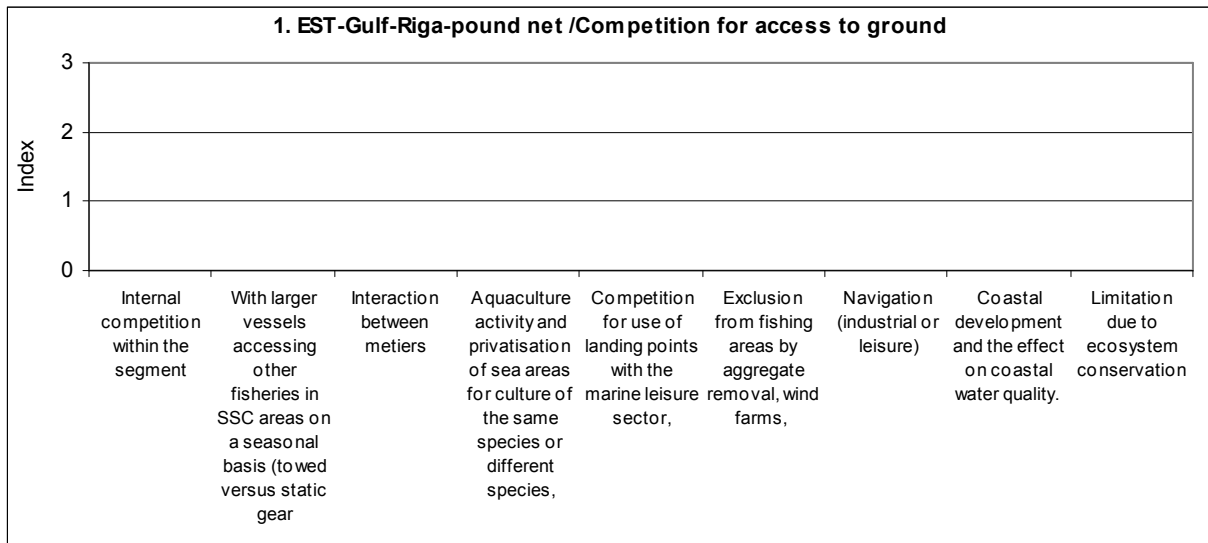 1. EST-Gulf-Riga-pound net /Competition for access to ground
3
2
1
0
Index
Internal
competition
within the
segment
With larger
vessels
accessing
other
fisheries in
SSC areas on
a seasonal
basis (towed
versus static
gear
Interaction
between
metiers
Aquaculture
activity and
privatisation
of sea areas
for culture of
the same
species or
different
species,
Competition
for use of
landing points
with the
marine leisure
sector,
Exclusion
from fishing
areas by
aggregate
removal, wind
farms,
Navigation
(industrial or
leisure)
Coastal
development
and the effect
on coastal
water quality.
Limitation
due to
ecosystem
conservation